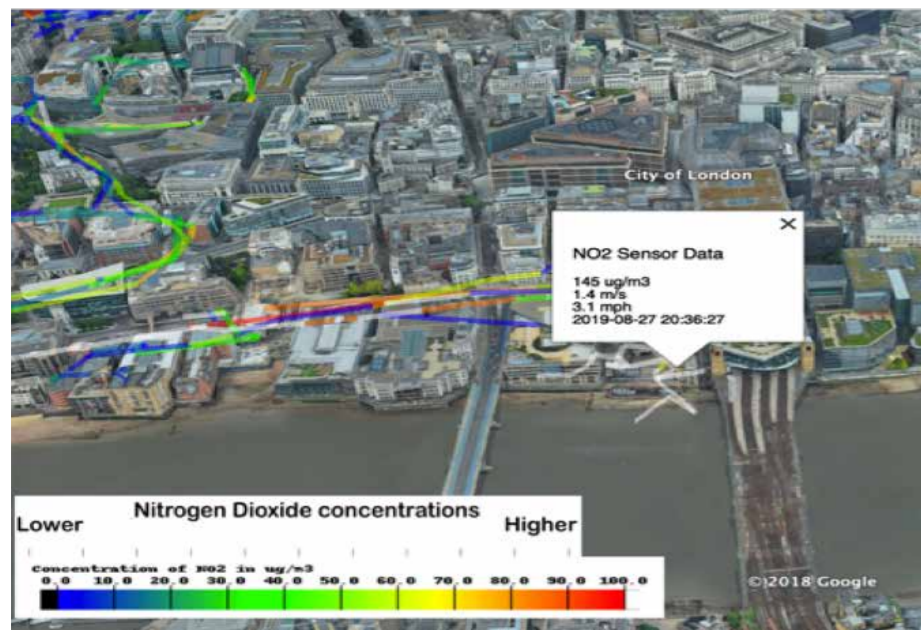 City of London
×
NO2 Sensor Data
145 ug/m3
1.4 m/s
3.1 mph
2019-08-27 20:36:27
Nitrogen Dioxide concentrations
Lower
Higher
Concentration of NO2 in ug/m3
0.0 10.0 20.0 30.0 40.0 50.0 60.0 70.0 80.0 90.0 100.0
©2018 Google